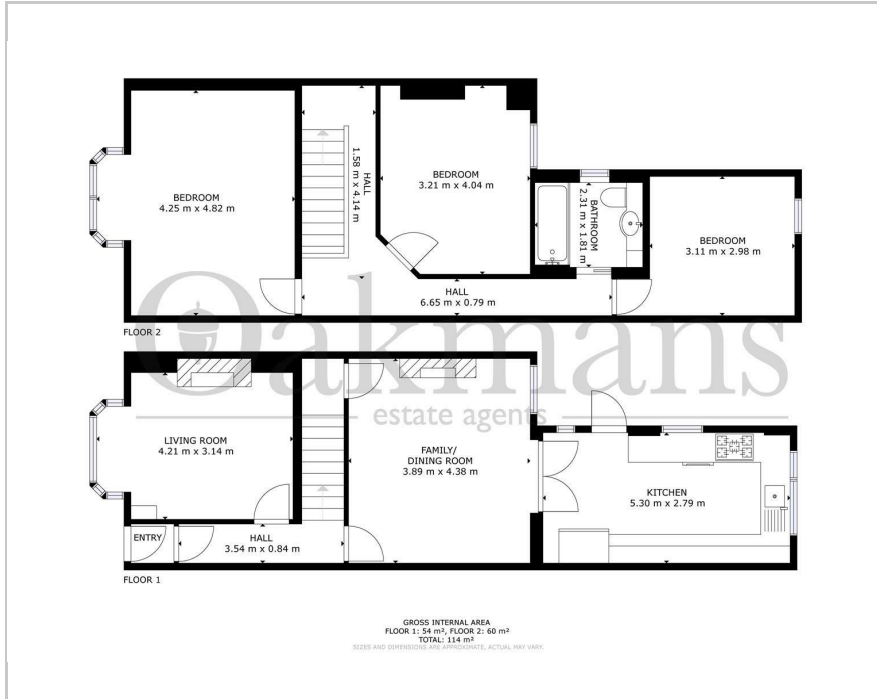 BEDROOM
4.25 m x 4.82 m
HALL
1.58 m x 4.14 m
BEDROOM
3.21 m x 4.04 m
BATHROOM
2.31 m x 1.81 m
BEDROOM
3.11 m x 2.98 m
HALL
6.65 m x 0.79 m
FLOOR 2
Oakmans
estate agents
LIVING ROOM
4.21 m x 3.14 m
FAMILY/
DINING ROOM
3.89 m x 4.38 m
KITCHEN
5.30 m x 2.79 m
ENTRY
HALL
3.54 m x 0.84 m
FLOOR 1
GROSS INTERNAL AREA
FLOOR 1: 54 m², FLOOR 2: 60 m²
TOTAL: 114 m²
SIZES AND DIMENSIONS ARE APPROXIMATE, ACTUAL MAY VARY.